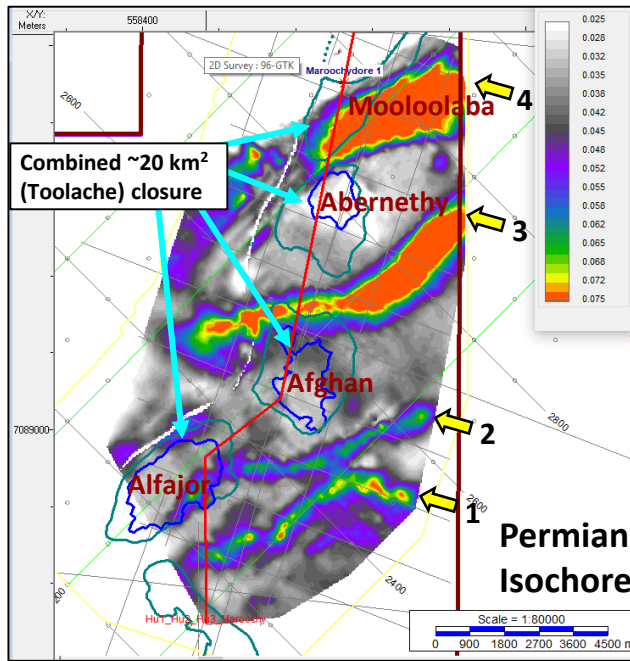 X/Y:
Meters
558400
2D Survey : 96-GTK
Maroochydore 1
2800
Mooloolaba
4
Combined ~20 km²
(Toolache) closure
Abernethy
3
Afghan
2800
7089000
2
Alfajor
2600
1
Permian
Isochore
2400
200
Hu1_Hu2_Hu3_Maroochy
Scale = 1:80000
0 900 1800 2700 3600 4500 m
0.025
0.028
0.032
0.035
0.038
0.042
0.045
0.048
0.052
0.055
0.058
0.062
0.065
0.068
0.072
0.075